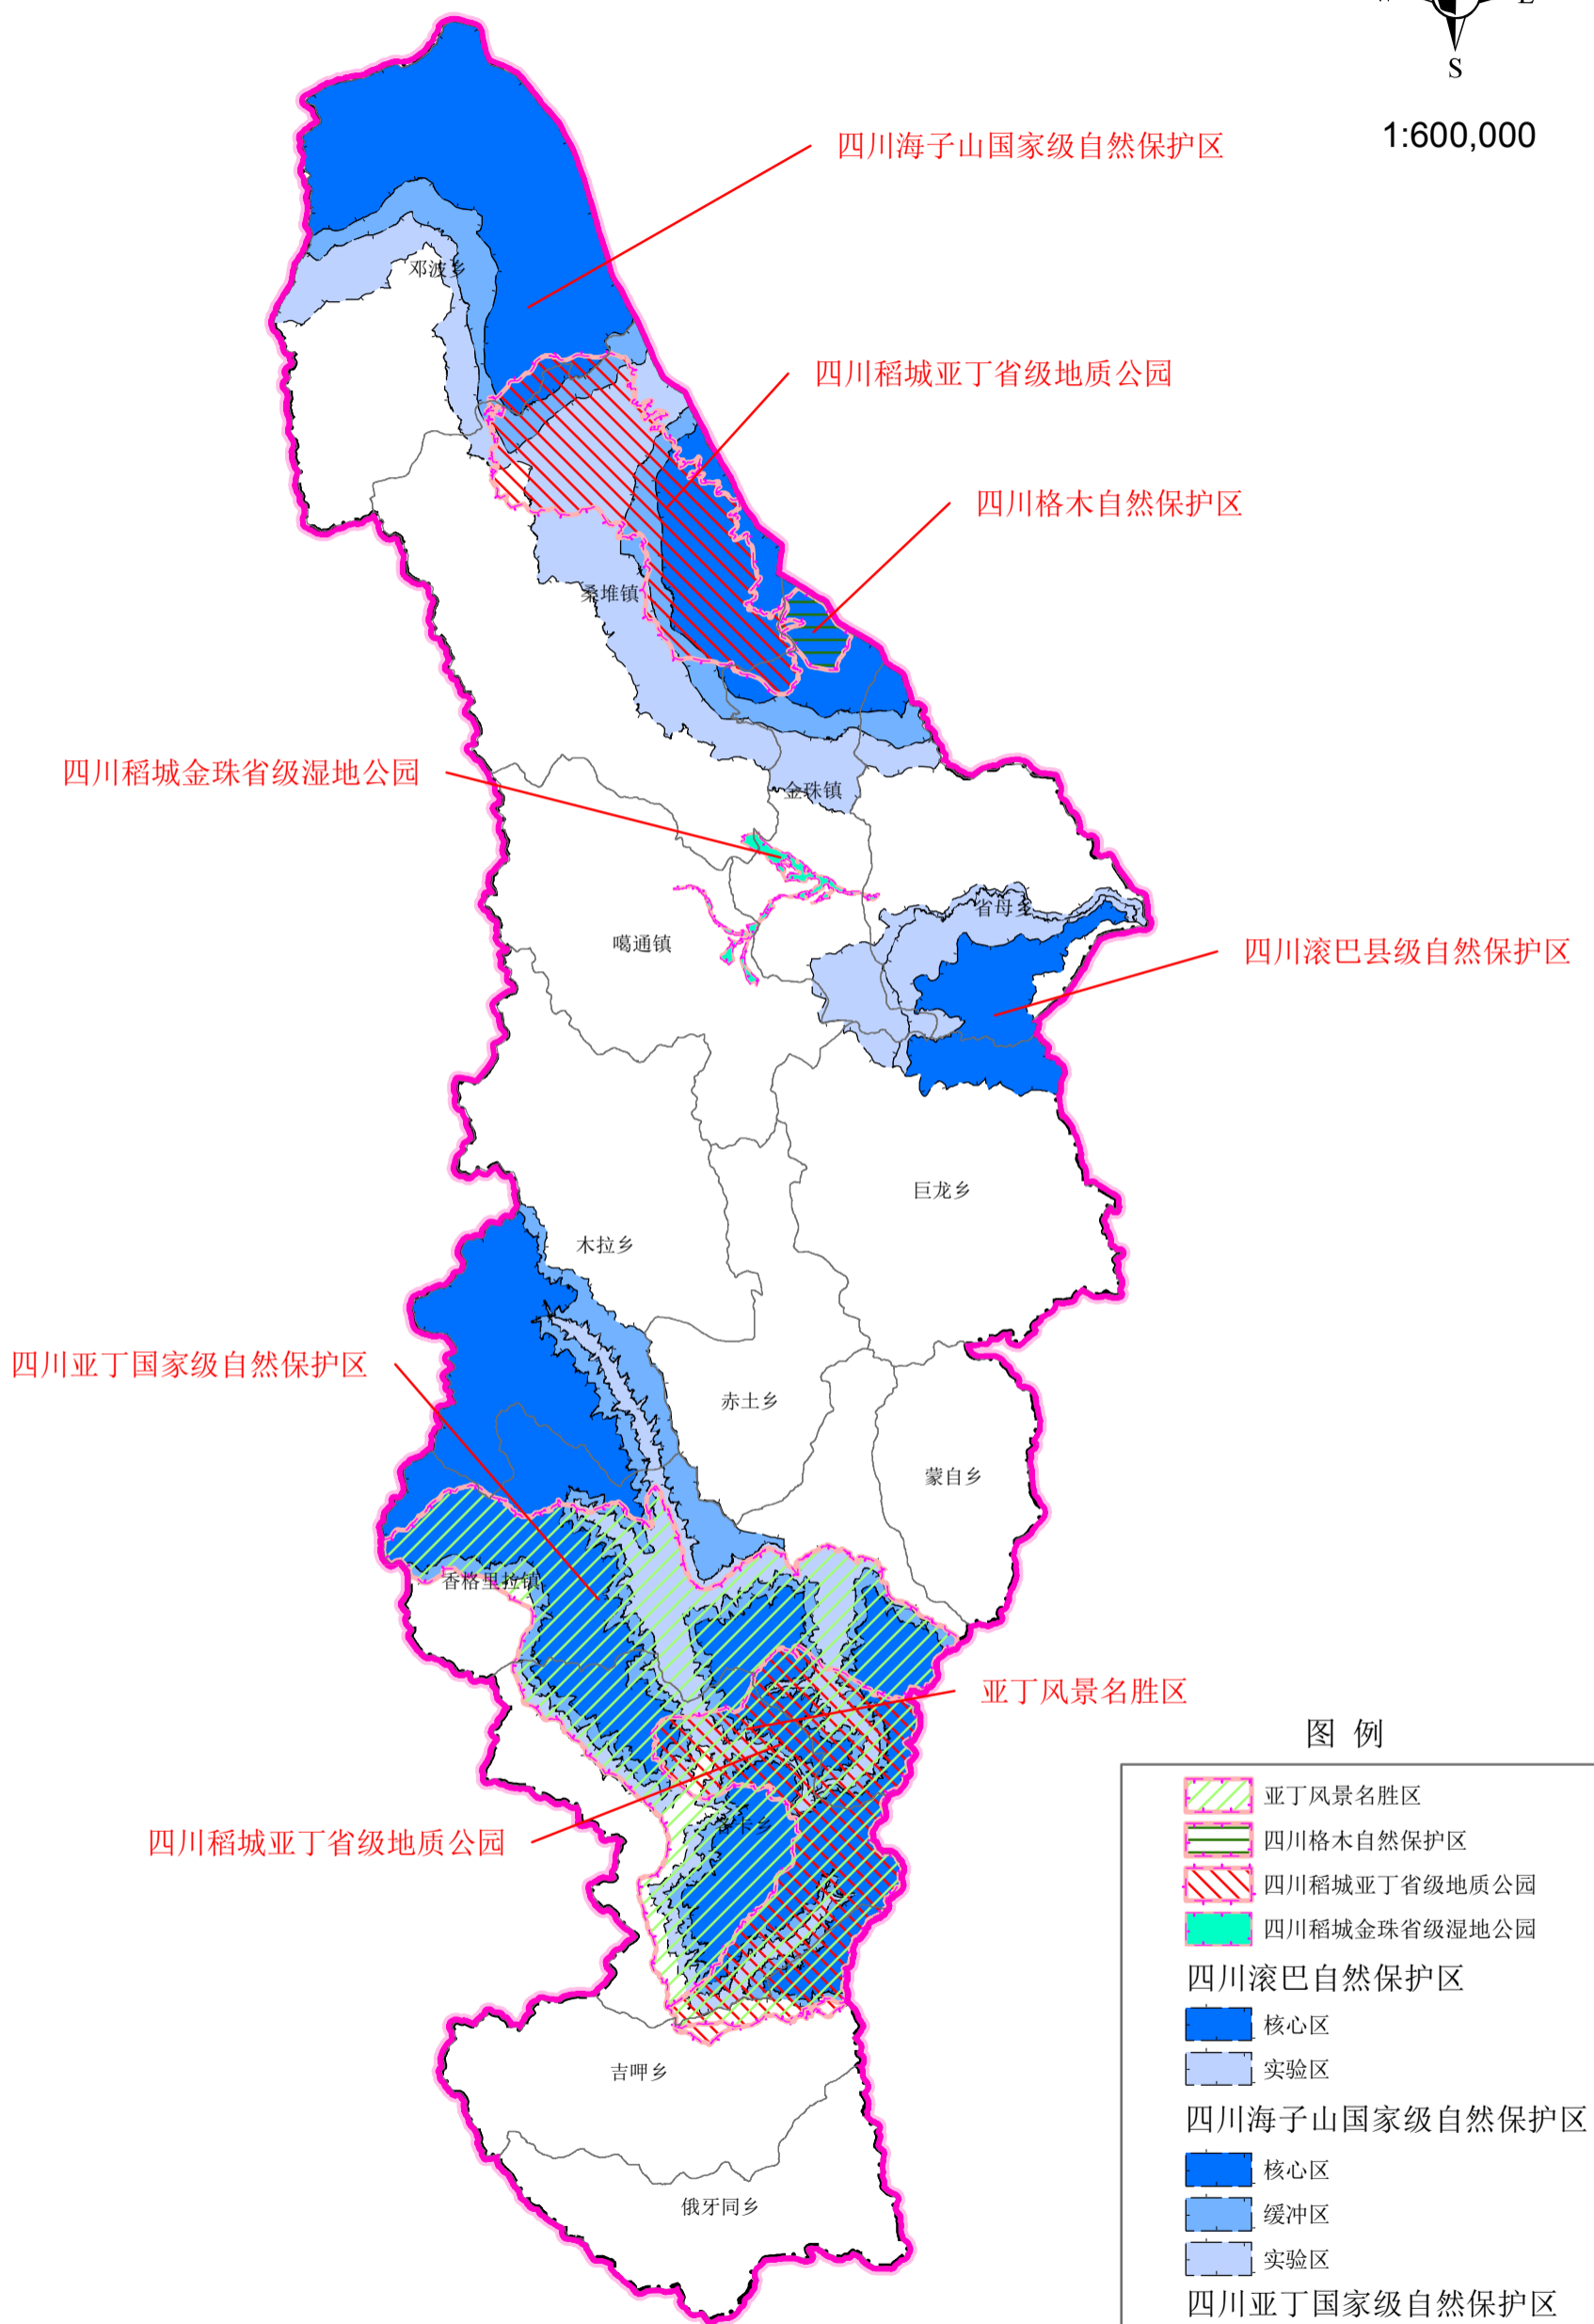 E
S
1:600,000
四川海子山国家级自然保护区
邓波乡
四川稻城亚丁省级地质公园
四川格木自然保护区
桑堆镇
四川稻城金珠省级湿地公园
金珠镇
省母乡
噶通镇
四川滚巴县级自然保护区
巨龙乡
木拉乡
四川亚丁国家级自然保护区
赤土乡
蒙自乡
香格里拉镇
亚丁风景名胜区
四川稻城亚丁省级地质公园
吉呷乡
俄牙同乡
图 例
亚丁风景名胜区
四川格木自然保护区
四川稻城亚丁省级地质公园
四川稻城金珠省级湿地公园
四川滚巴自然保护区
核心区
实验区
四川海子山国家级自然保护区
核心区
缓冲区
实验区
四川亚丁国家级自然保护区